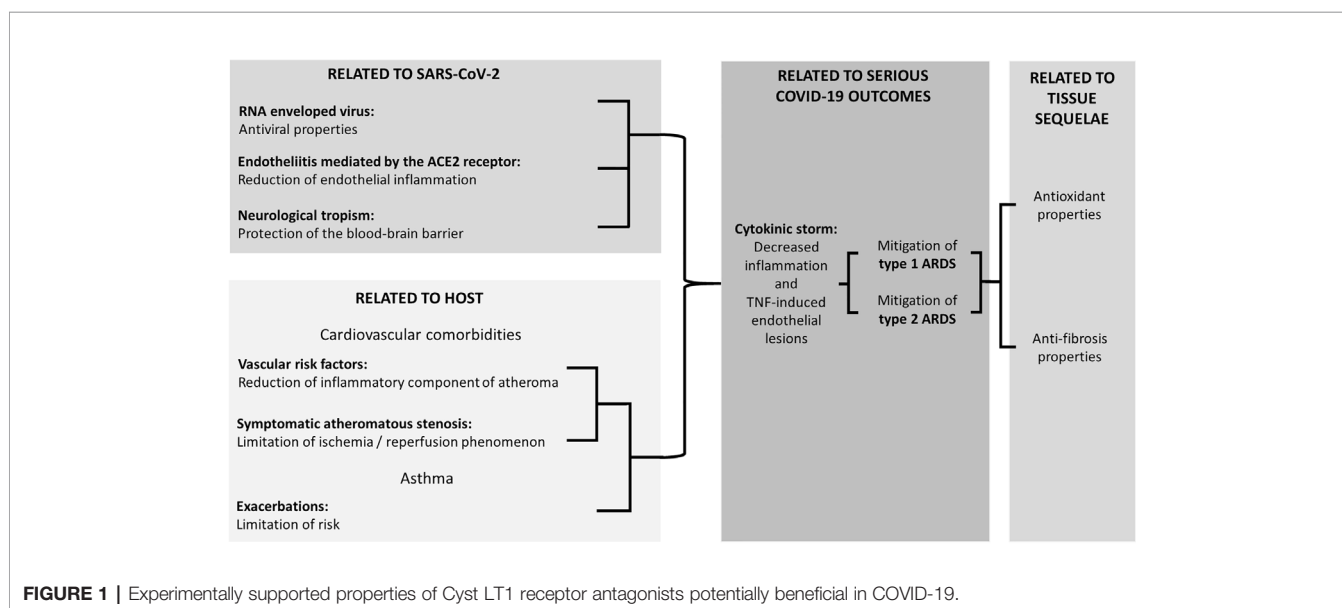 RELATED TO SARS-CoV-2
RNA enveloped virus:
Antiviral properties
Endotheliitis mediated by the ACE2 receptor:
Reduction of endothelial inflammation
Neurological tropism:
Protection of the blood-brain barrier
RELATED TO HOST
Cardiovascular comorbidities
Vascular risk factors:
Reduction of inflammatory component of atheroma
Symptomatic atheromatous stenosis:
Limitation of ischemia / reperfusion phenomenon
Asthma
Exacerbations:
Limitation of risk
RELATED TO SERIOUS
COVID-19 OUTCOMES
Cytokinic storm:
Decreased
inflammation
and
TNF-induced
endothelial
lesions
Mitigation of
type 1 ARDS
Mitigation of
type 2 ARDS
RELATED TO
TISSUE
SEQUELAE
Antioxidant
properties
Anti-fibrosis
properties
FIGURE 1 | Experimentally supported properties of Cyst LT1 receptor antagonists potentially beneficial in COVID-19.